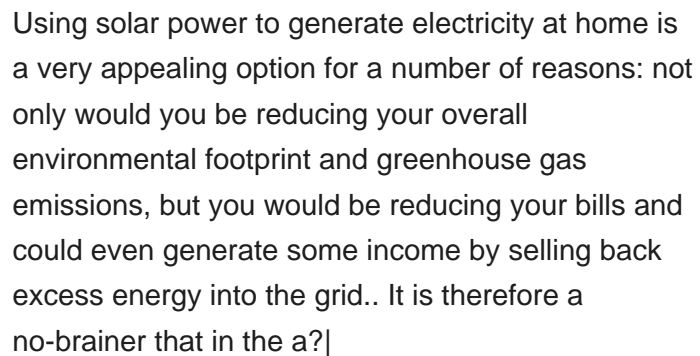 Using solar power to generate electricity at home is
a very appealing option for a number of reasons: not
only would you be reducing your overall
environmental footprint and greenhouse gas
emissions, but you would be reducing your bills and
could even generate some income by selling back
excess energy into the grid.. It is therefore a
no-brainer that in the a?|